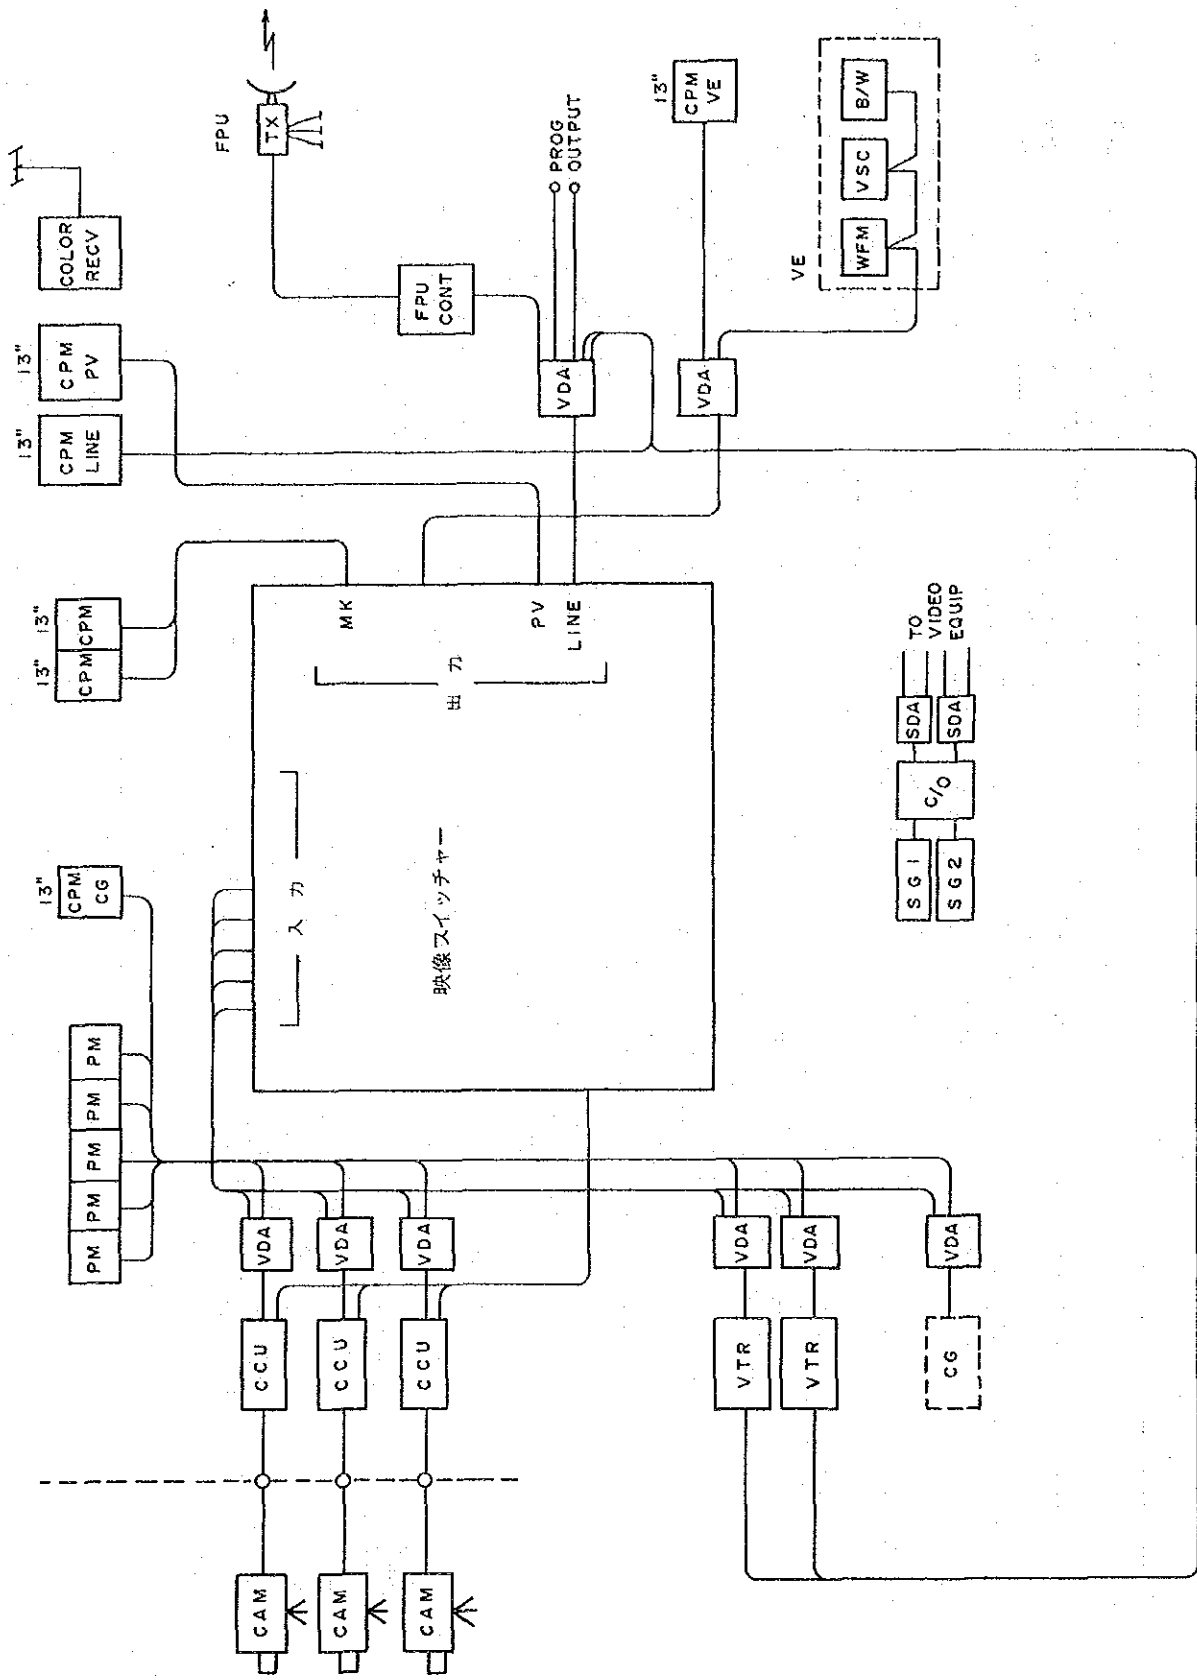 COLOR
RECV
13"
CPM
PV
13"
CPM
LINE
13"
CPM
13"
CPM
13"
CPM
CG
PM
PM
PM
PM
PM
FPU
TX
FPU
CONT
PROG
OUTPUT
VDA
13"
CPM
VE
VDA
VE
WFM
VSC
B/W
MK
PV
LINE
出力
入力
映像スイッチャー
CAM
CAM
CAM
CCU
CCU
CCU
VDA
VDA
VDA
VTR
VTR
CG
VDA
VDA
VDA
SG1
SG2
C/O
SDA
SDA
TO
VIDEO
EQUIP